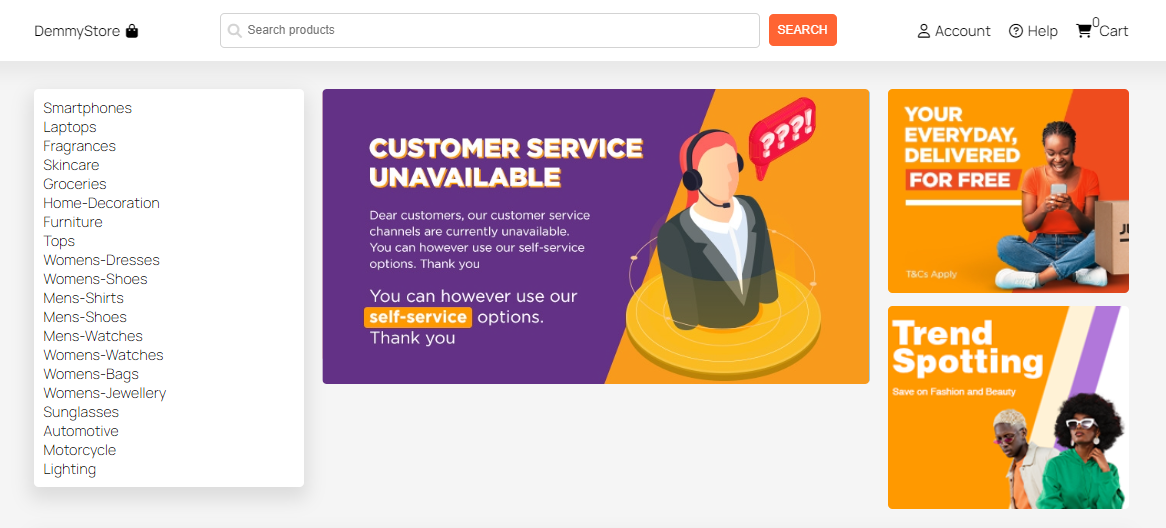 DemmyStore
Search products
SEARCH
Account
Help
0
Cart
Smartphones
Laptops
Fragrances
Skincare
Groceries
Home-Decoration
Furniture
Tops
Womens-Dresses
Womens-Shoes
Mens-Shirts
Mens-Shoes
Mens-Watches
Womens-Watches
Womens-Bags
Womens-Jewellery
Sunglasses
Automotive
Motorcycle
Lighting
CUSTOMER SERVICE
UNAVAILABLE
Dear customers, our customer service
channels are currently unavailable.
You can however use our self-service
options. Thank you
You can however use our
self-service options.
Thank you
???!
YOUR
EVERYDAY,
DELIVERED
FOR FREE
T&Cs Apply
Trend
Spotting
Save on Fashion and Beauty